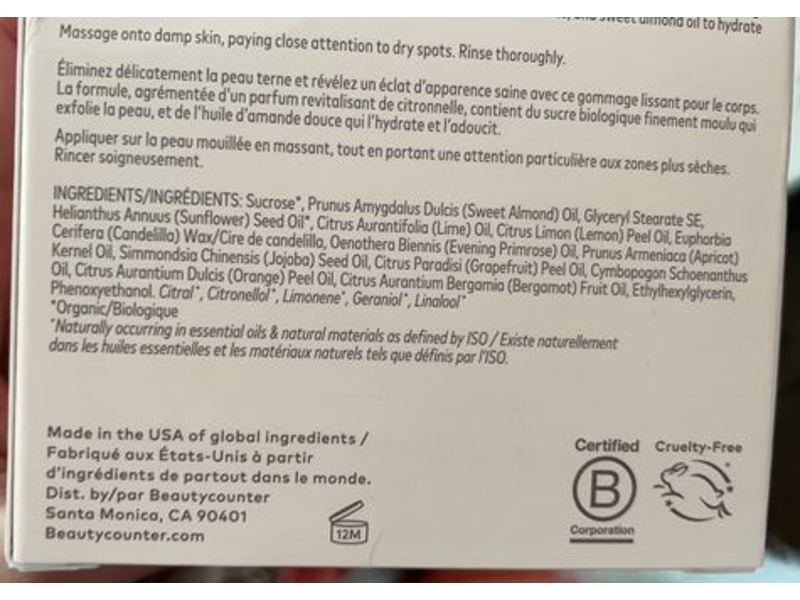 sweet almond oil to hydrate
Massage onto damp skin, paying close attention to dry spots. Rinse thoroughly.
Éliminez délicatement la peau terne et révélez un éclat d'apparence saine avec ce gommage lissant pour le corps.
La formule, agrémentée d'un parfum revitalisant de citronnelle, contient du sucre biologique finement moulu qui
exfolie la peau, et de l'huile d'amande douce qui l'hydrate et l'adoucit.
Appliquer sur la peau mouillée en massant, tout en portant une attention particulière aux zones plus sèches.
Rincer soigneusement.
INGREDIENTS/INGRÉDIENTS: Sucrose*, Prunus Amygdalus Dulcis (Sweet Almond) Oil, Glyceryl Stearate SE,
Helianthus Annuus (Sunflower) Seed Oil*, Citrus Aurantifolia (Lime) Oil, Citrus Limon (Lemon) Peel Oil, Euphorbia
Cerifera (Candelilla) Wax/Cire de candelilla, Oenothera Biennis (Evening Primrose) Oil, Prunus Armeniaca (Apricot)
Kernel Oil, Simmondsia Chinensis (Jojoba) Seed Oil, Citrus Paradisi (Grapefruit) Peel Oil, Cymbopogon Schoenanthus
Oil, Citrus Aurantium Dulcis (Orange) Peel Oil, Citrus Aurantium Bergamia (Bergamot) Fruit Oil, Ethylhexylglycerin,
Phenoxyethanol. Citral⁺, Citronellol⁺, Limonene⁺, Geraniol⁺, Linalool⁺
*Organic/Biologique
⁺Naturally occurring in essential oils & natural materials as defined by ISO / Existe naturellement
dans les huiles essentielles et les matériaux naturels tels que définis par l'ISO.
Made in the USA of global ingredients /
Fabriqué aux États-Unis à partir
d'ingrédients de partout dans le monde.
Dist. by/par Beautycounter
Santa Monica, CA 90401
Beautycounter.com
12M
Certified
B
Corporation
Cruelty-Free